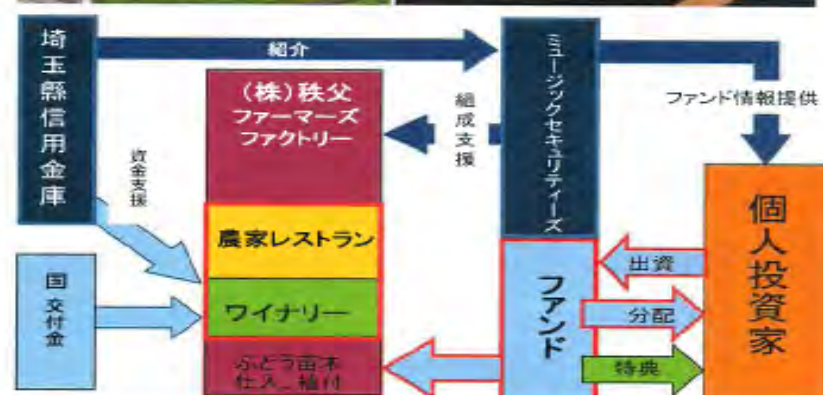 埼玉縣信用金庫
紹介
ミュージックセキュリティーズ
ファンド情報提供
(株)秩父
ファーマーズ
ファクトリー
組成支援
資金支援
農家レストラン
国
交付金
ワイナリー
ぶどう苗木
仕入、植付
ファンド
出資
分配
特典
個人投資家